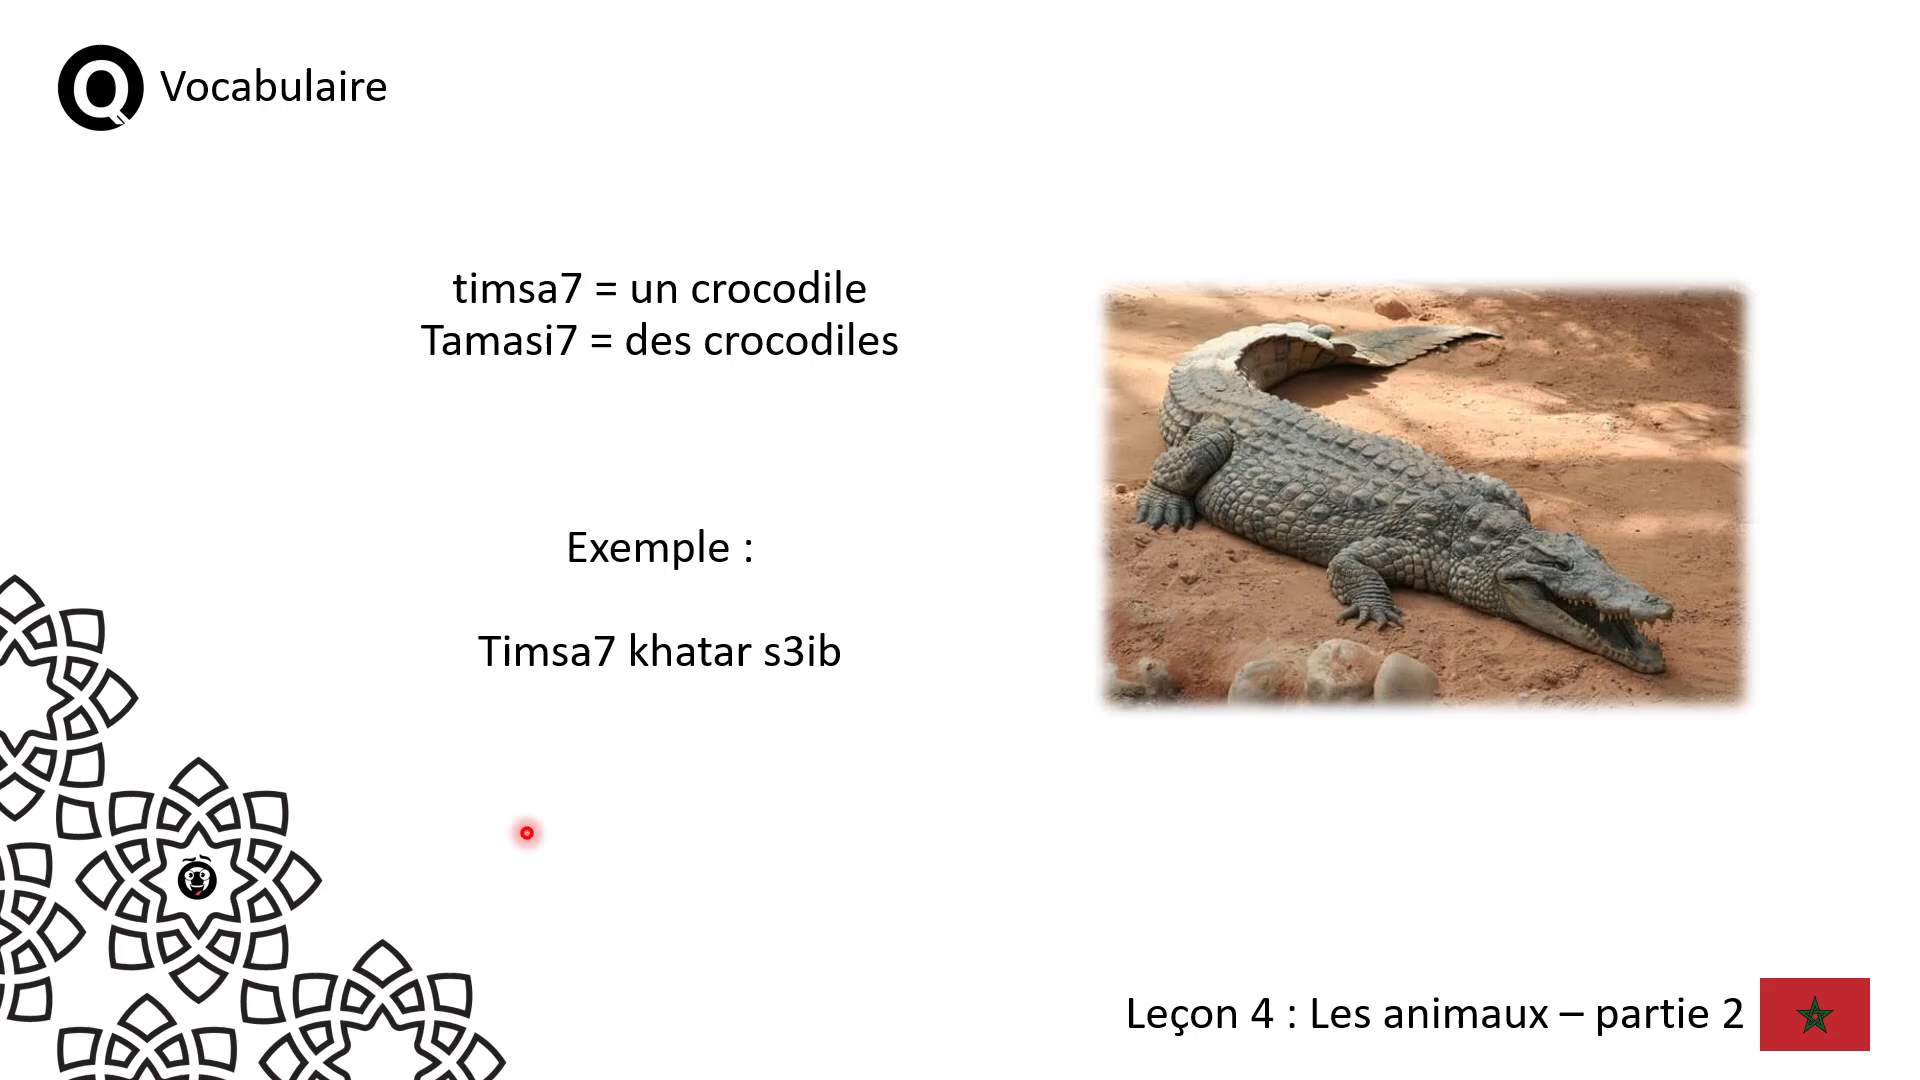 Q Vocabulaire
timsa7 = un crocodile
Tamasi7 = des crocodiles
Exemple :
Timsa7 khatar s3ib
Leçon 4 : Les animaux – partie 2